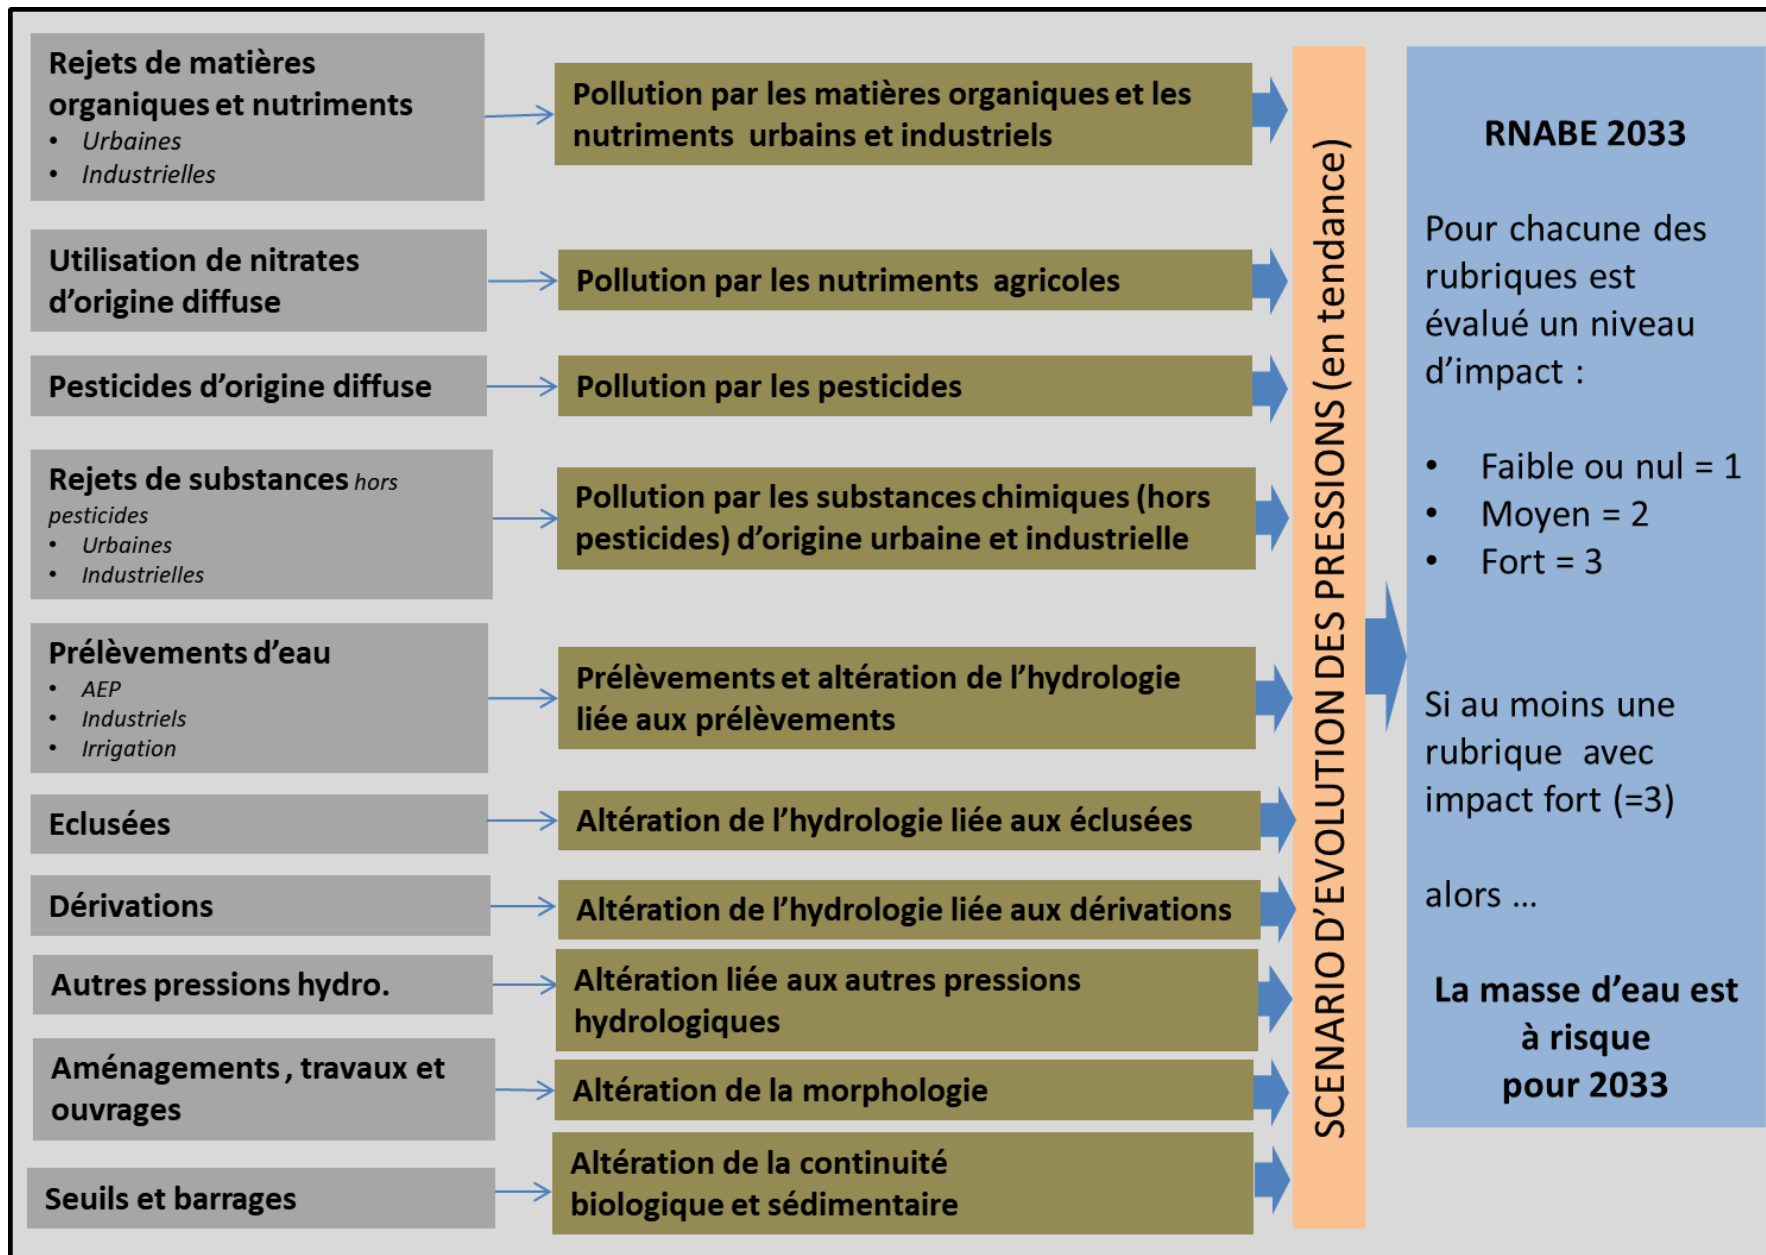 Rejets de matières
organiques et nutriments
• Urbaines
• Industrielles
Pollution par les matières organiques et les
nutriments urbains et industriels
Utilisation de nitrates
d’origine diffuse
Pollution par les nutriments agricoles
Pesticides d’origine diffuse
Pollution par les pesticides
Rejets de substances hors
pesticides
• Urbaines
• Industrielles
Pollution par les substances chimiques (hors
pesticides) d’origine urbaine et industrielle
Prélèvements d’eau
• AEP
• Industriels
• Irrigation
Prélèvements et altération de l’hydrologie
liée aux prélèvements
Eclusées
Altération de l’hydrologie liée aux éclusées
Dérivations
Altération de l’hydrologie liée aux dérivations
Autres pressions hydro.
Altération liée aux autres pressions
hydrologiques
Aménagements , travaux et
ouvrages
Altération de la morphologie
Seuils et barrages
Altération de la continuité
biologique et sédimentaire
SCENARIO D’EVOLUTION DES PRESSIONS (en tendance)
RNABE 2033
Pour chacune des
rubriques est
évalué un niveau
d’impact :
• Faible ou nul = 1
• Moyen = 2
• Fort = 3
Si au moins une
rubrique avec
impact fort (=3)
alors ...
La masse d’eau est
à risque
pour 2033